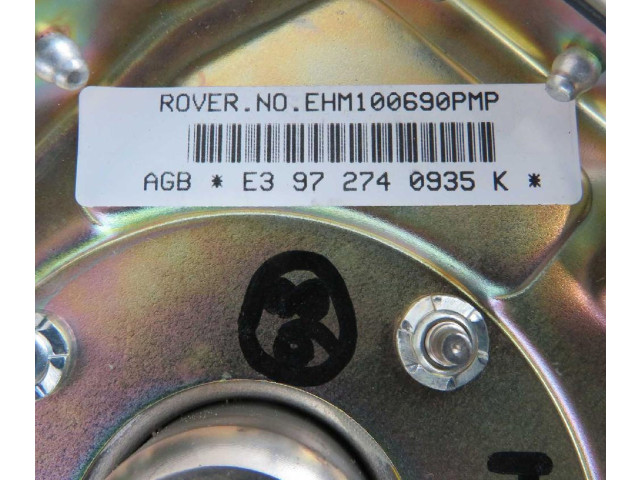 ROVER.NO.EHM100690PMP
AGB * E3 97 274 0935 K *